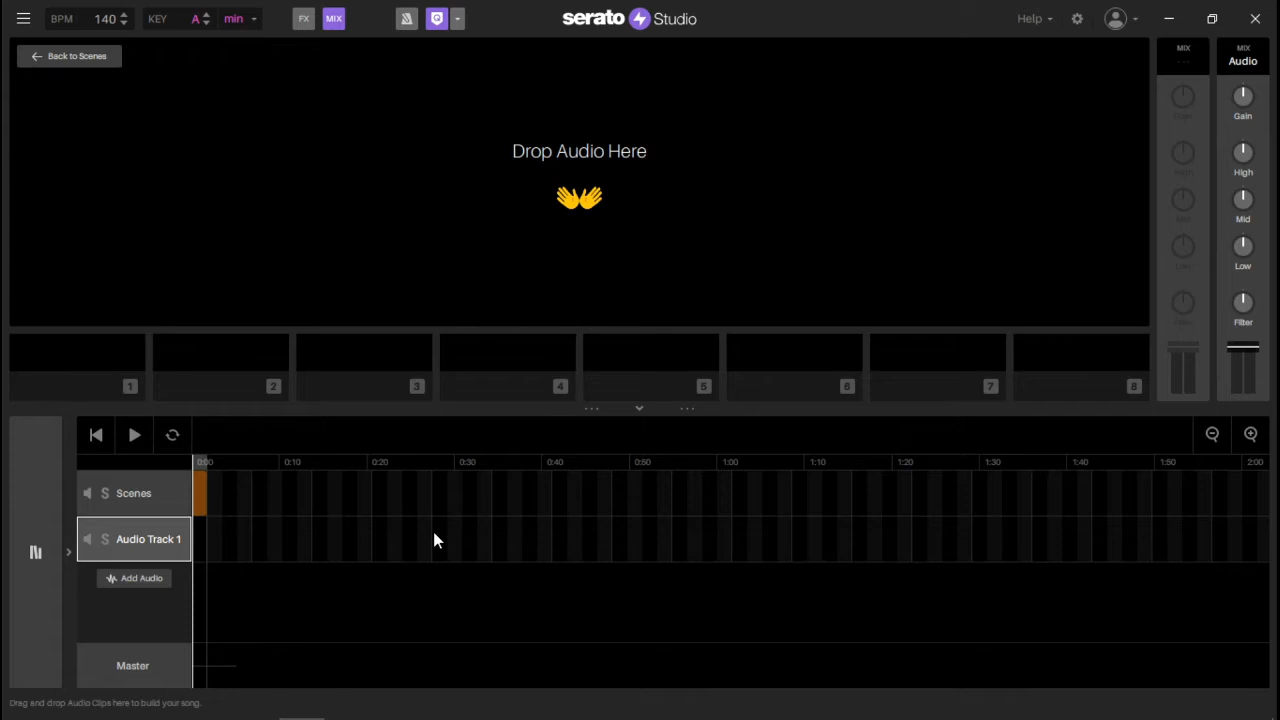 BPM 140 KEY A min FX MIX serato Studio Help
Back to Scenes
MIX
MIX
Audio
Drop Audio Here
Gain
High
Mid
Low
Filter
1 2 3 4 5 6 7 8
0:00 0:10 0:20 0:30 0:40 0:50 1:00 1:10 1:20 1:30 1:40 1:50 2:00
S Scenes
S Audio Track 1
Add Audio
Master
Drag and drop Audio Clips here to build your song.